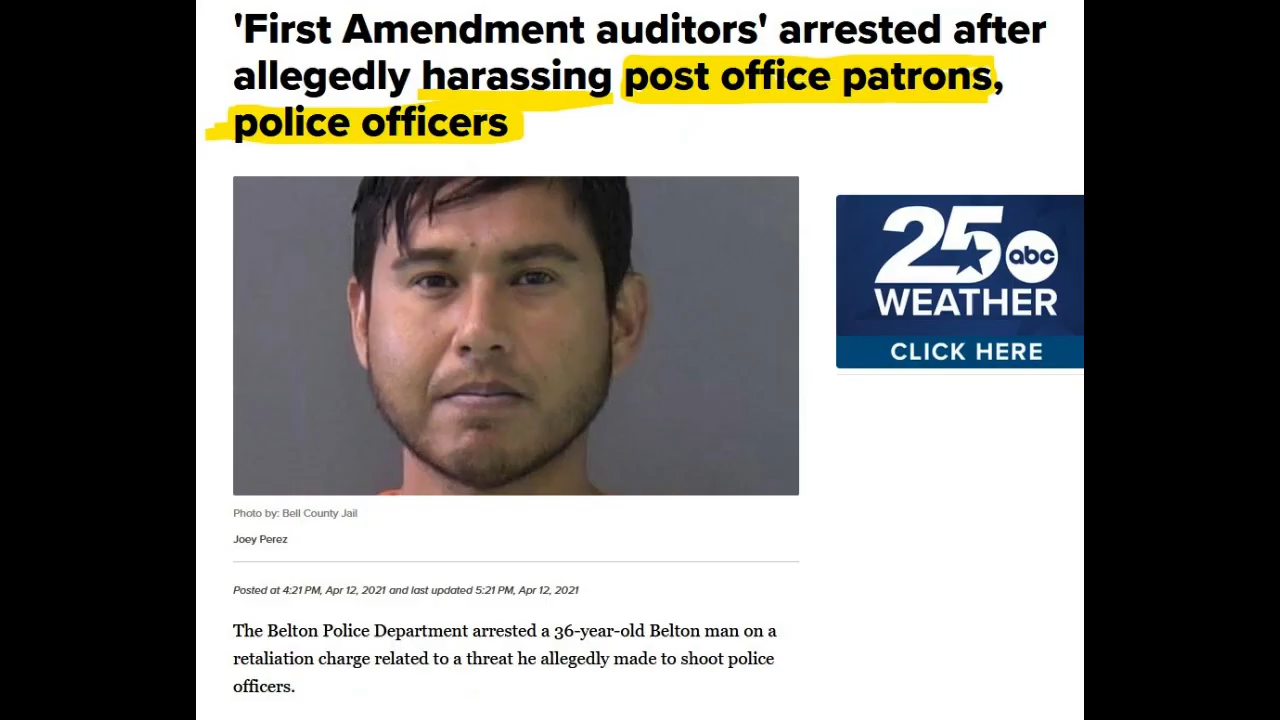 'First Amendment auditors' arrested after
allegedly harassing post office patrons,
police officers
25 abc
WEATHER
CLICK HERE
Photo by: Bell County Jail
Joey Perez
Posted at 4:21 PM, Apr 12, 2021 and last updated 5:21 PM, Apr 12, 2021
The Belton Police Department arrested a 36-year-old Belton man on a
retaliation charge related to a threat he allegedly made to shoot police
officers.